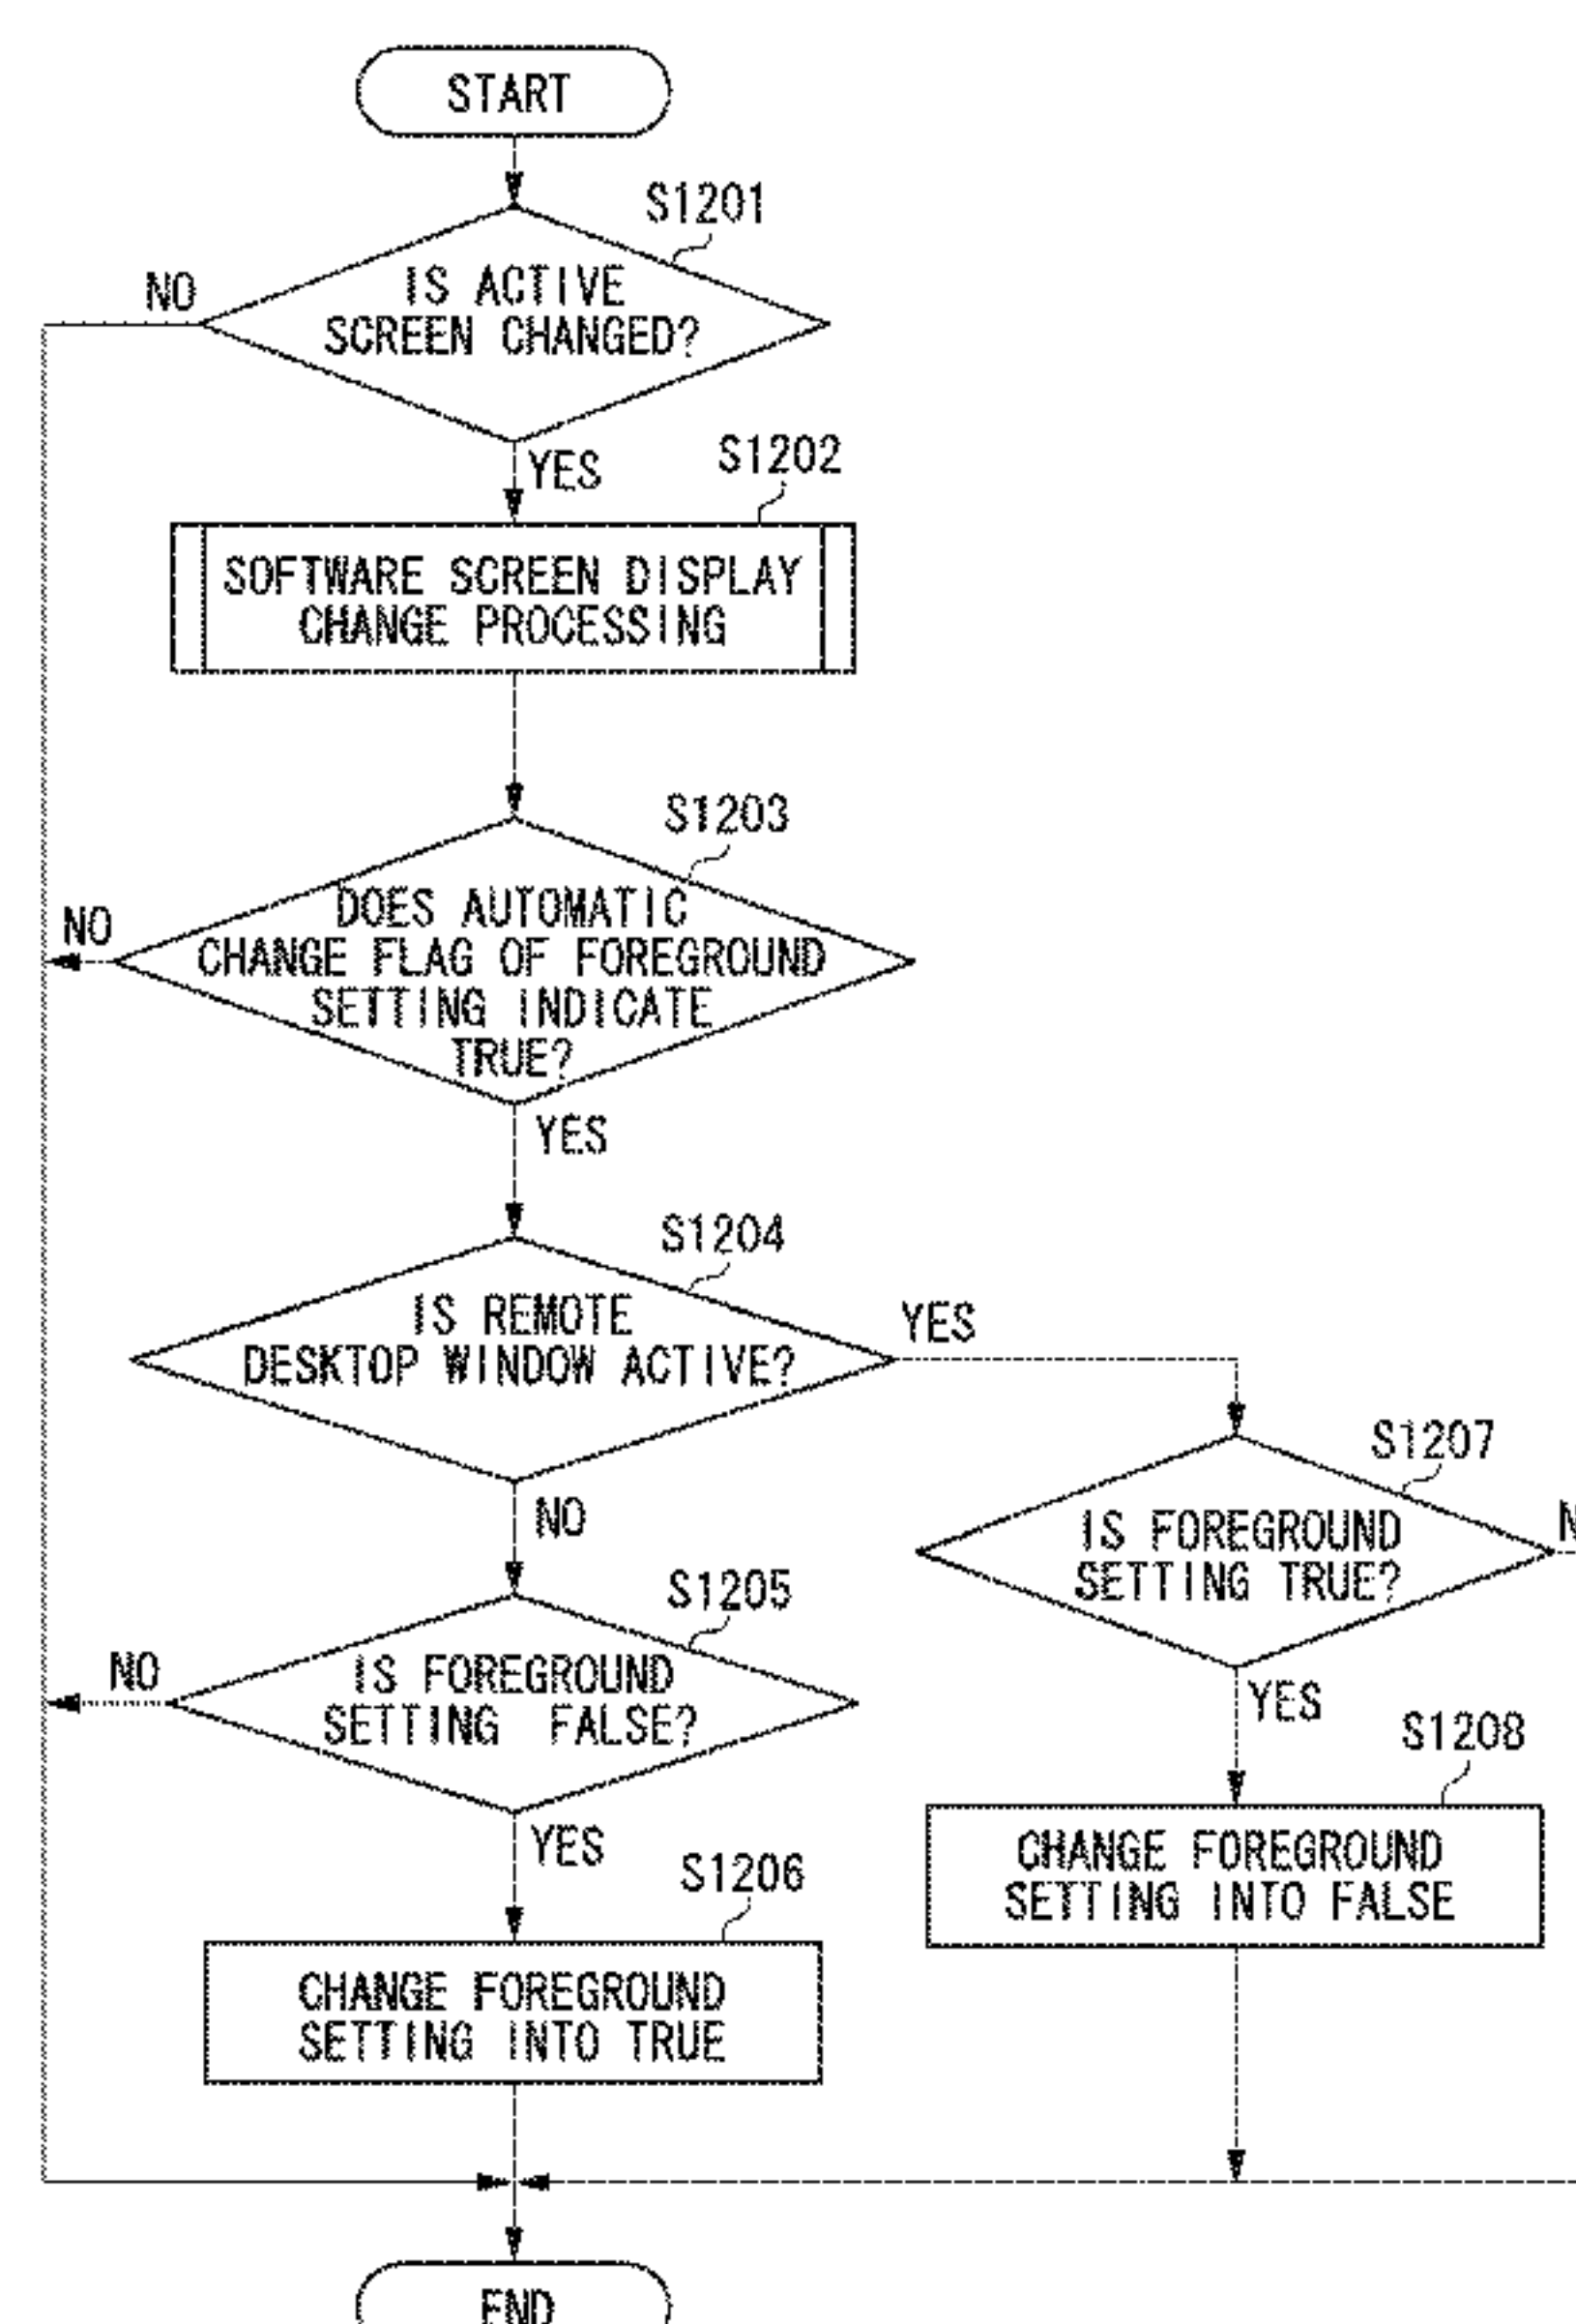 START
S1201
NO
IS ACTIVE
SCREEN CHANGED?
YES
S1202
SOFTWARE SCREEN DISPLAY
CHANGE PROCESSING
S1203
NO
DOES AUTOMATIC
CHANGE FLAG OF FOREGROUND
SETTING INDICATE
TRUE?
YES
S1204
IS REMOTE
DESKTOP WINDOW ACTIVE?
YES
NO
S1207
IS FOREGROUND
SETTING TRUE?
YES
S1205
NO
IS FOREGROUND
SETTING FALSE?
YES
S1208
CHANGE FOREGROUND
SETTING INTO FALSE
S1206
CHANGE FOREGROUND
SETTING INTO TRUE
END